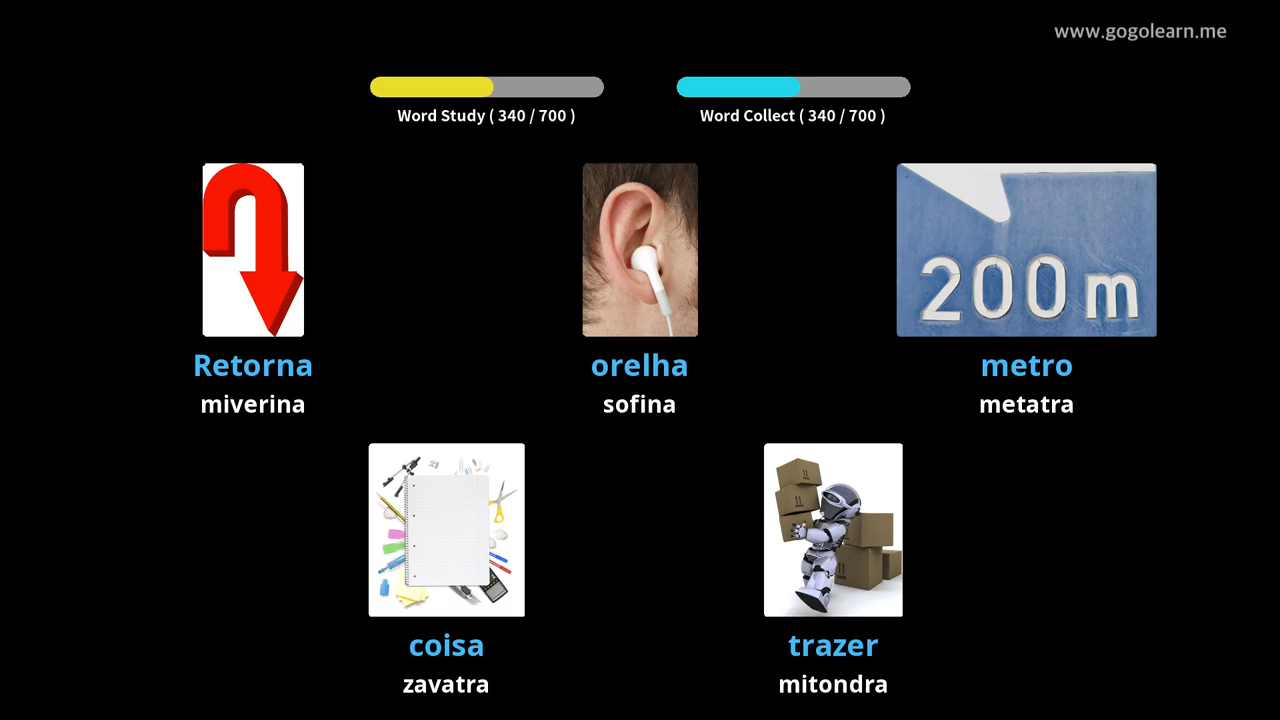 www.gogolearn.me
Word Study ( 340 / 700 )
Word Collect ( 340 / 700 )
200 m
Retorna
miverina
orelha
sofina
metro
metatra
coisa
zavatra
trazer
mitondra